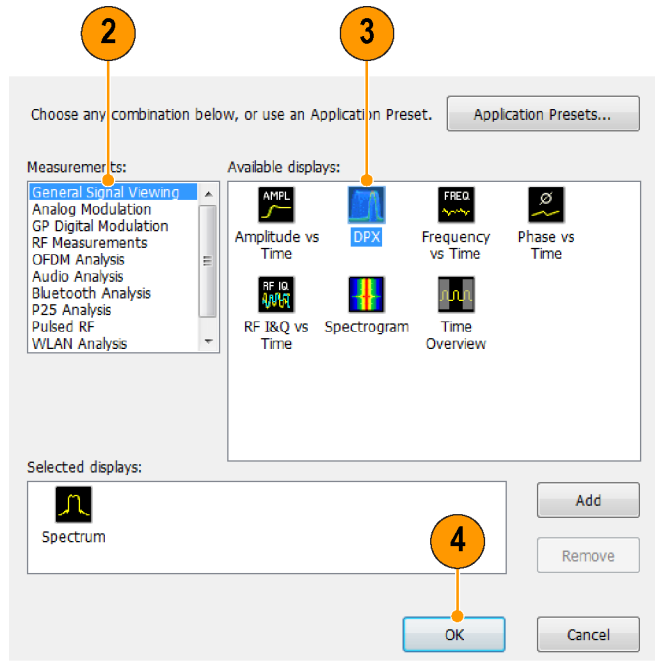 2
3
Choose any combination below, or use an Application Preset.
Application Presets...
Measurements:
General Signal Viewing
Analog Modulation
GP Digital Modulation
RF Measurements
OFDM Analysis
Audio Analysis
Bluetooth Analysis
P25 Analysis
Pulsed RF
WLAN Analysis
Available displays:
AMPL
Amplitude vs
Time
DPX
FREQ
Frequency
vs Time
Ø
Phase vs
Time
RF IQ
RF I&Q vs
Time
Spectrogram
Time
Overview
Selected displays:
Spectrum
Add
Remove
4
OK
Cancel